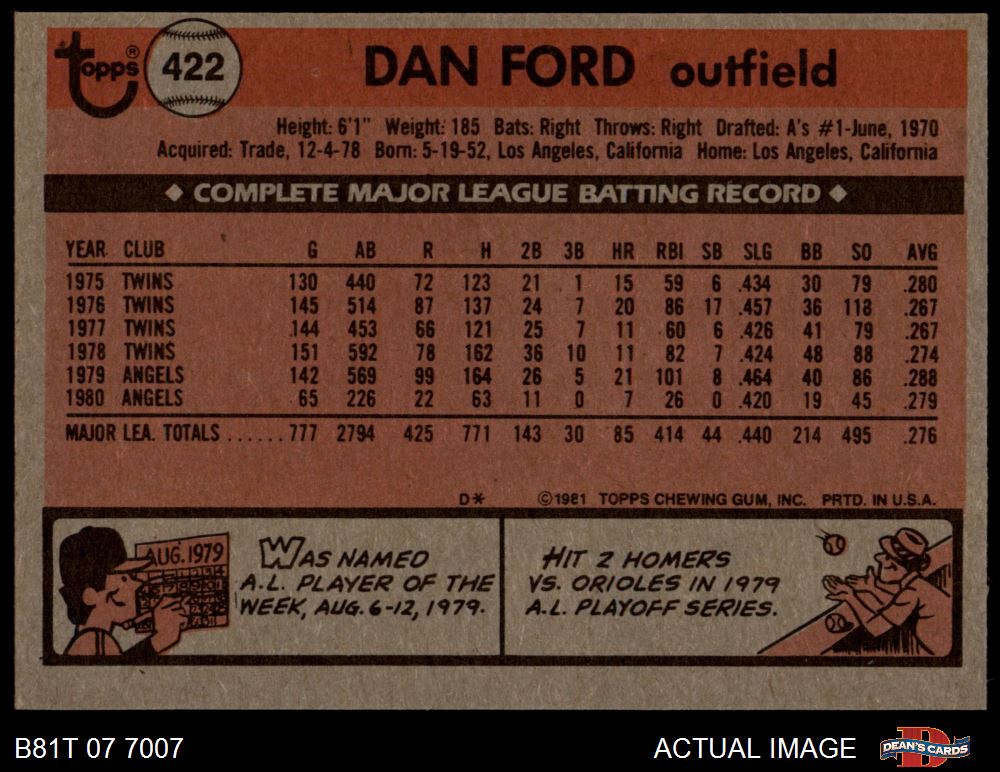 Topps® 422 DAN FORD outfield
Height: 6'1" Weight: 185 Bats: Right Throws: Right Drafted: A's #1-June, 1970
Acquired: Trade, 12-4-78 Born: 5-19-52, Los Angeles, California Home: Los Angeles, California
◆ COMPLETE MAJOR LEAGUE BATTING RECORD ◆
YEAR CLUB G AB R H 2B 3B HR RBI SB SLG BB SO AVG
1975 TWINS 130 440 72 123 21 1 15 59 6 .434 30 79 .280
1976 TWINS 145 514 87 137 24 7 20 86 17 .457 36 118 .267
1977 TWINS 144 453 66 121 25 7 11 60 6 .426 41 79 .267
1978 TWINS 151 592 78 162 36 10 11 82 7 .424 48 88 .274
1979 ANGELS 142 569 99 164 26 5 21 101 8 .464 40 86 .288
1980 ANGELS 65 226 22 63 11 0 7 26 0 .420 19 45 .279
MAJOR LEA. TOTALS ...... 777 2794 425 771 143 30 85 414 44 .440 214 495 .276
D* ©1981 TOPPS CHEWING GUM, INC. PRTD. IN U.S.A.
AUG. 1979
WAS NAMED
A.L. PLAYER OF THE
WEEK, AUG. 6-12, 1979.
HIT 2 HOMERS
VS. ORIOLES IN 1979
A.L. PLAYOFF SERIES.
B81T 07 7007 ACTUAL IMAGE DEAN'S CARDS